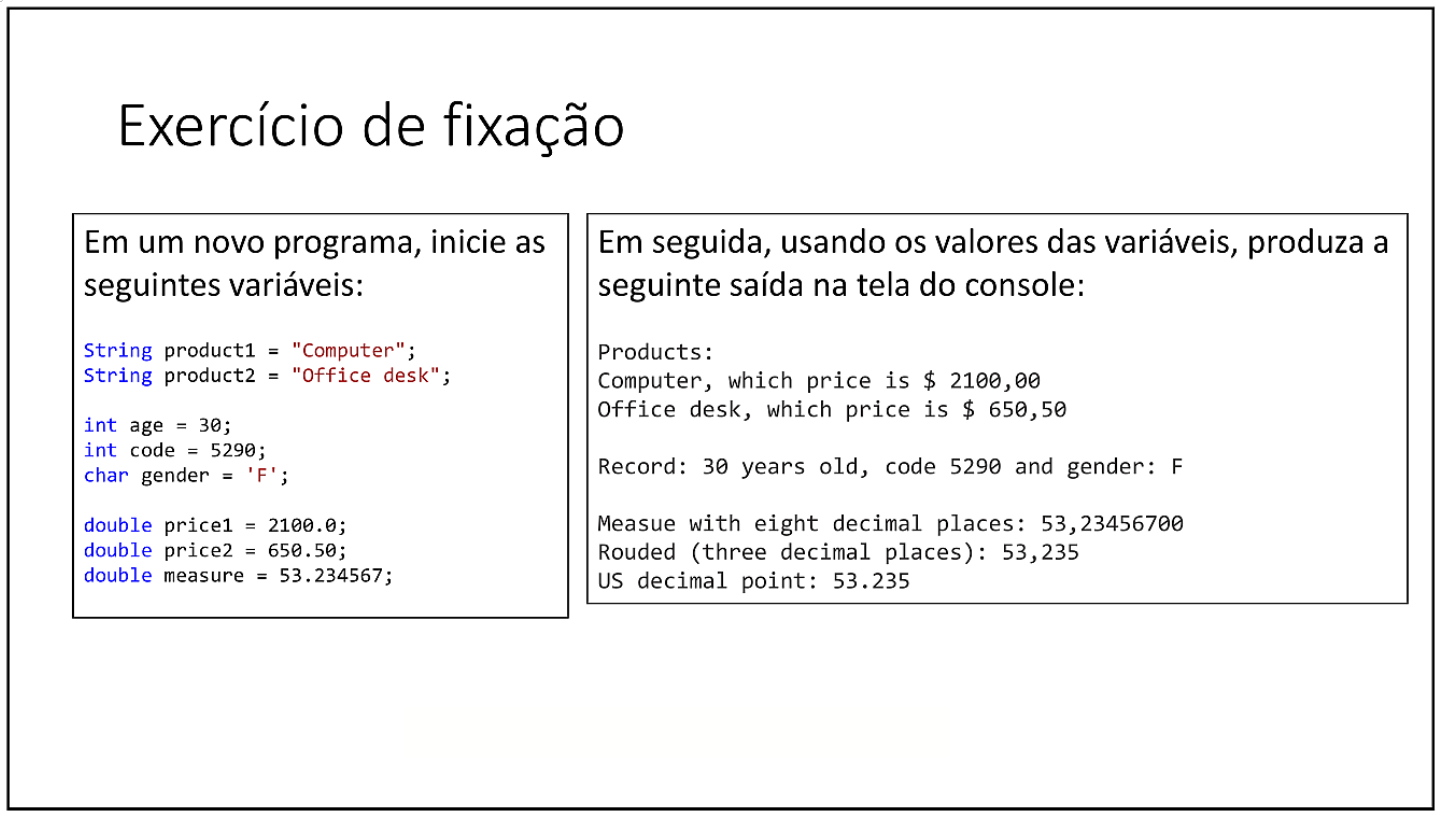 Exercício de fixação
Em um novo programa, inicie as
seguintes variáveis:
String product1 = "Computer";
String product2 = "Office desk";
int age = 30;
int code = 5290;
char gender = 'F';
double price1 = 2100.0;
double price2 = 650.50;
double measure = 53.234567;
Em seguida, usando os valores das variáveis, produza a
seguinte saída na tela do console:
Products:
Computer, which price is $ 2100,00
Office desk, which price is $ 650,50
Record: 30 years old, code 5290 and gender: F
Measue with eight decimal places: 53,23456700
Rouded (three decimal places): 53,235
US decimal point: 53.235